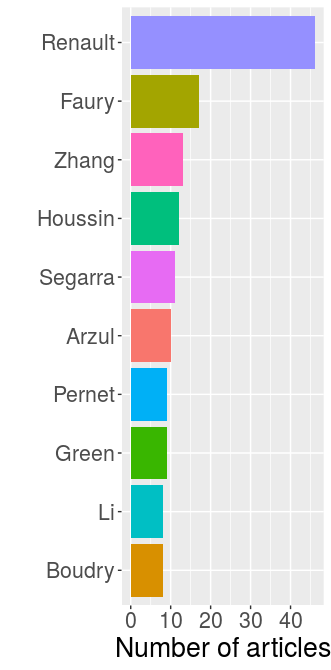 Renault
Faury
Zhang
Houssin
Segarra
Arzul
Pernet
Green
Li
Boudry
0 10 20 30 40
Number of articles